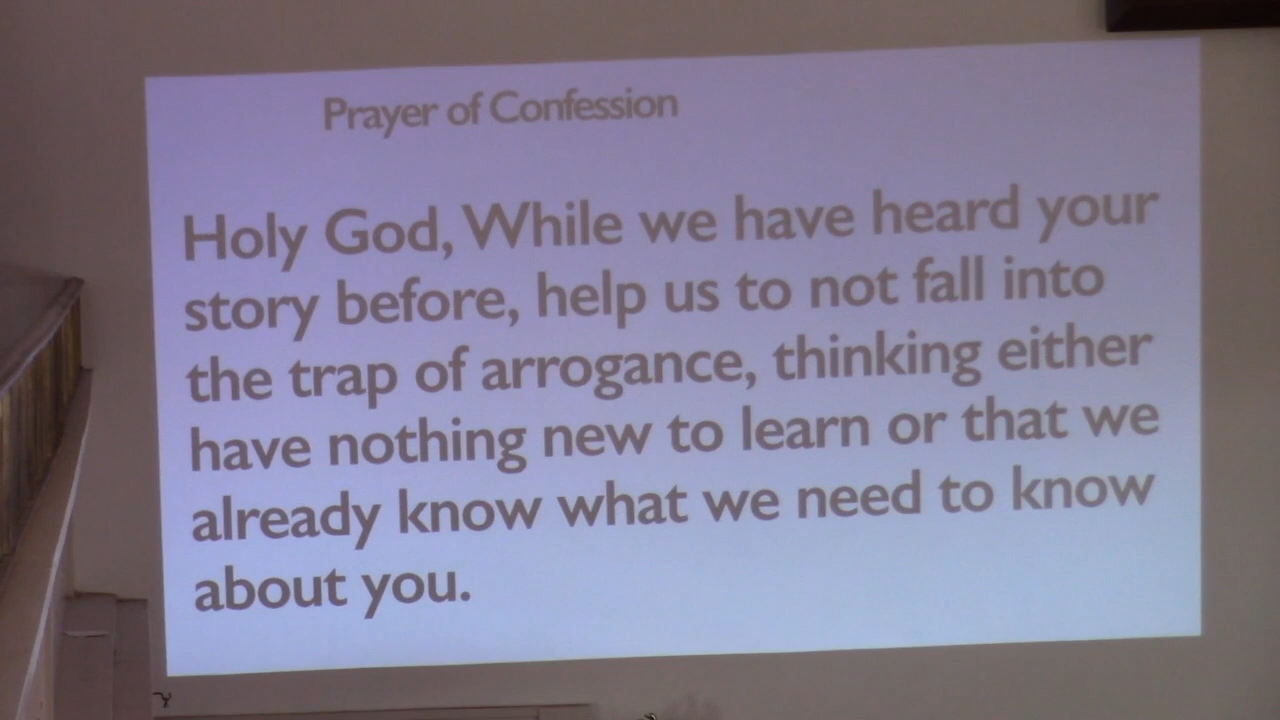 Prayer of Confession
Holy God, While we have heard your
story before, help us to not fall into
the trap of arrogance, thinking either
have nothing new to learn or that we
already know what we need to know
about you.